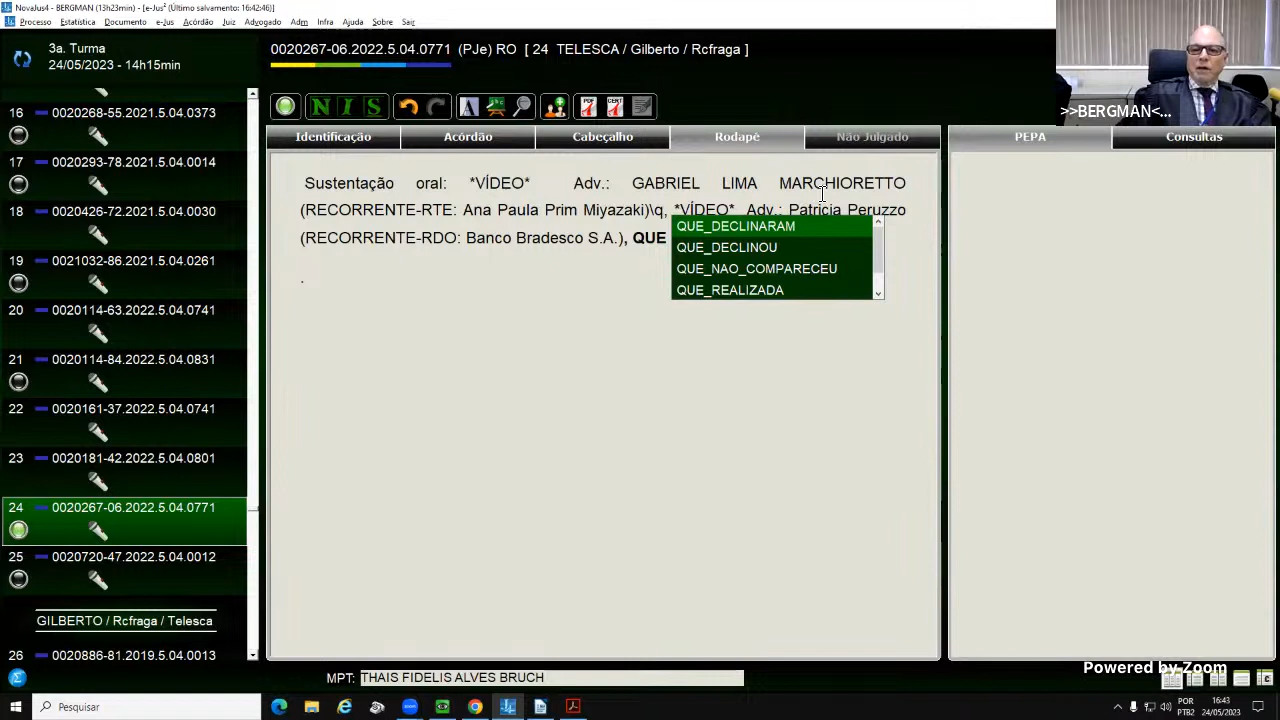 NovaJus4 - BERGMAN (13h23min) - [e-Jus² (Último salvamento: 16:42:46)]
Processo Estatística Documento e-Jus Acórdão Juiz Advogado Adm Infra Ajuda Sobre Sair
3a. Turma
24/05/2023 - 14h15min
0020267-06.2022.5.04.0771 (PJe) RO [ 24 TELESCA / Gilberto / Rcfraga ]
>>BERGMAN<...
16 0020268-55.2021.5.04.0373
17 0020293-78.2021.5.04.0014
18 0020426-72.2021.5.04.0030
19 0021032-86.2021.5.04.0261
20 0020114-63.2022.5.04.0741
21 0020114-84.2022.5.04.0831
22 0020161-37.2022.5.04.0741
23 0020181-42.2022.5.04.0801
24 0020267-06.2022.5.04.0771
25 0020720-47.2022.5.04.0012
GILBERTO / Rcfraga / Telesca
26 0020886-81.2019.5.04.0013
N I S A PDF CERT
Identificação Acórdão Cabeçalho Rodapé Não Julgado PEPA Consultas
Sustentação oral: *VÍDEO* Adv.: GABRIEL LIMA MARCHIORETTO
(RECORRENTE-RTE: Ana Paula Prim Miyazaki)\q, *VÍDEO* Adv.: Patricia Peruzzo
(RECORRENTE-RDO: Banco Bradesco S.A.), QUE
.
QUE_DECLINARAM
QUE_DECLINOU
QUE_NAO_COMPARECEU
QUE_REALIZADA
MPT: THAIS FIDELIS ALVES BRUCH
Powered by Zoom
Pesquisar
POR
PTB2
16:43
24/05/2023